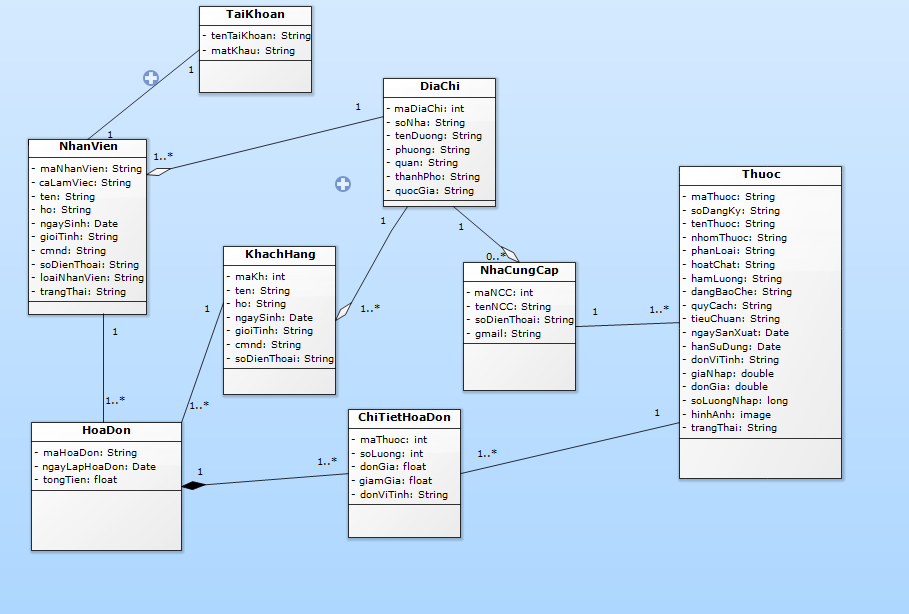 TaiKhoan
- tenTaiKhoan: String
- matKhau: String
1
1
DiaChi
- maDiaChi: int
- soNha: String
- tenDuong: String
- phuong: String
- quan: String
- thanhPho: String
- quocGia: String
1
1..*
NhanVien
- maNhanVien: String
- caLamViec: String
- ten: String
- ho: String
- ngaySinh: Date
- gioiTinh: String
- cmnd: String
- soDienThoai: String
- loaiNhanVien: String
- trangThai: String
1
1..*
Thuoc
- maThuoc: String
- soDangKy: String
- tenThuoc: String
- nhomThuoc: String
- phanLoai: String
- hoatChat: String
- hamLuong: String
- dangBaoChe: String
- quyCach: String
- tieuChuan: String
- ngaySanXuat: Date
- hanSuDung: Date
- donViTinh: String
- giaNhap: double
- donGia: double
- soLuongNhap: long
- hinhAnh: image
- trangThai: String
1
1
0..*
KhachHang
- maKh: int
- ten: String
- ho: String
- ngaySinh: Date
- gioiTinh: String
- cmnd: String
- soDienThoai: String
1..*
1
1..*
NhaCungCap
- maNCC: int
- tenNCC: String
- soDienThoai: String
- gmail: String
1
1..*
HoaDon
- maHoaDon: String
- ngayLapHoaDon: Date
- tongTien: float
1
1..*
ChiTietHoaDon
- maThuoc: int
- soLuong: int
- donGia: float
- giamGia: float
- donViTinh: String
1..*
1